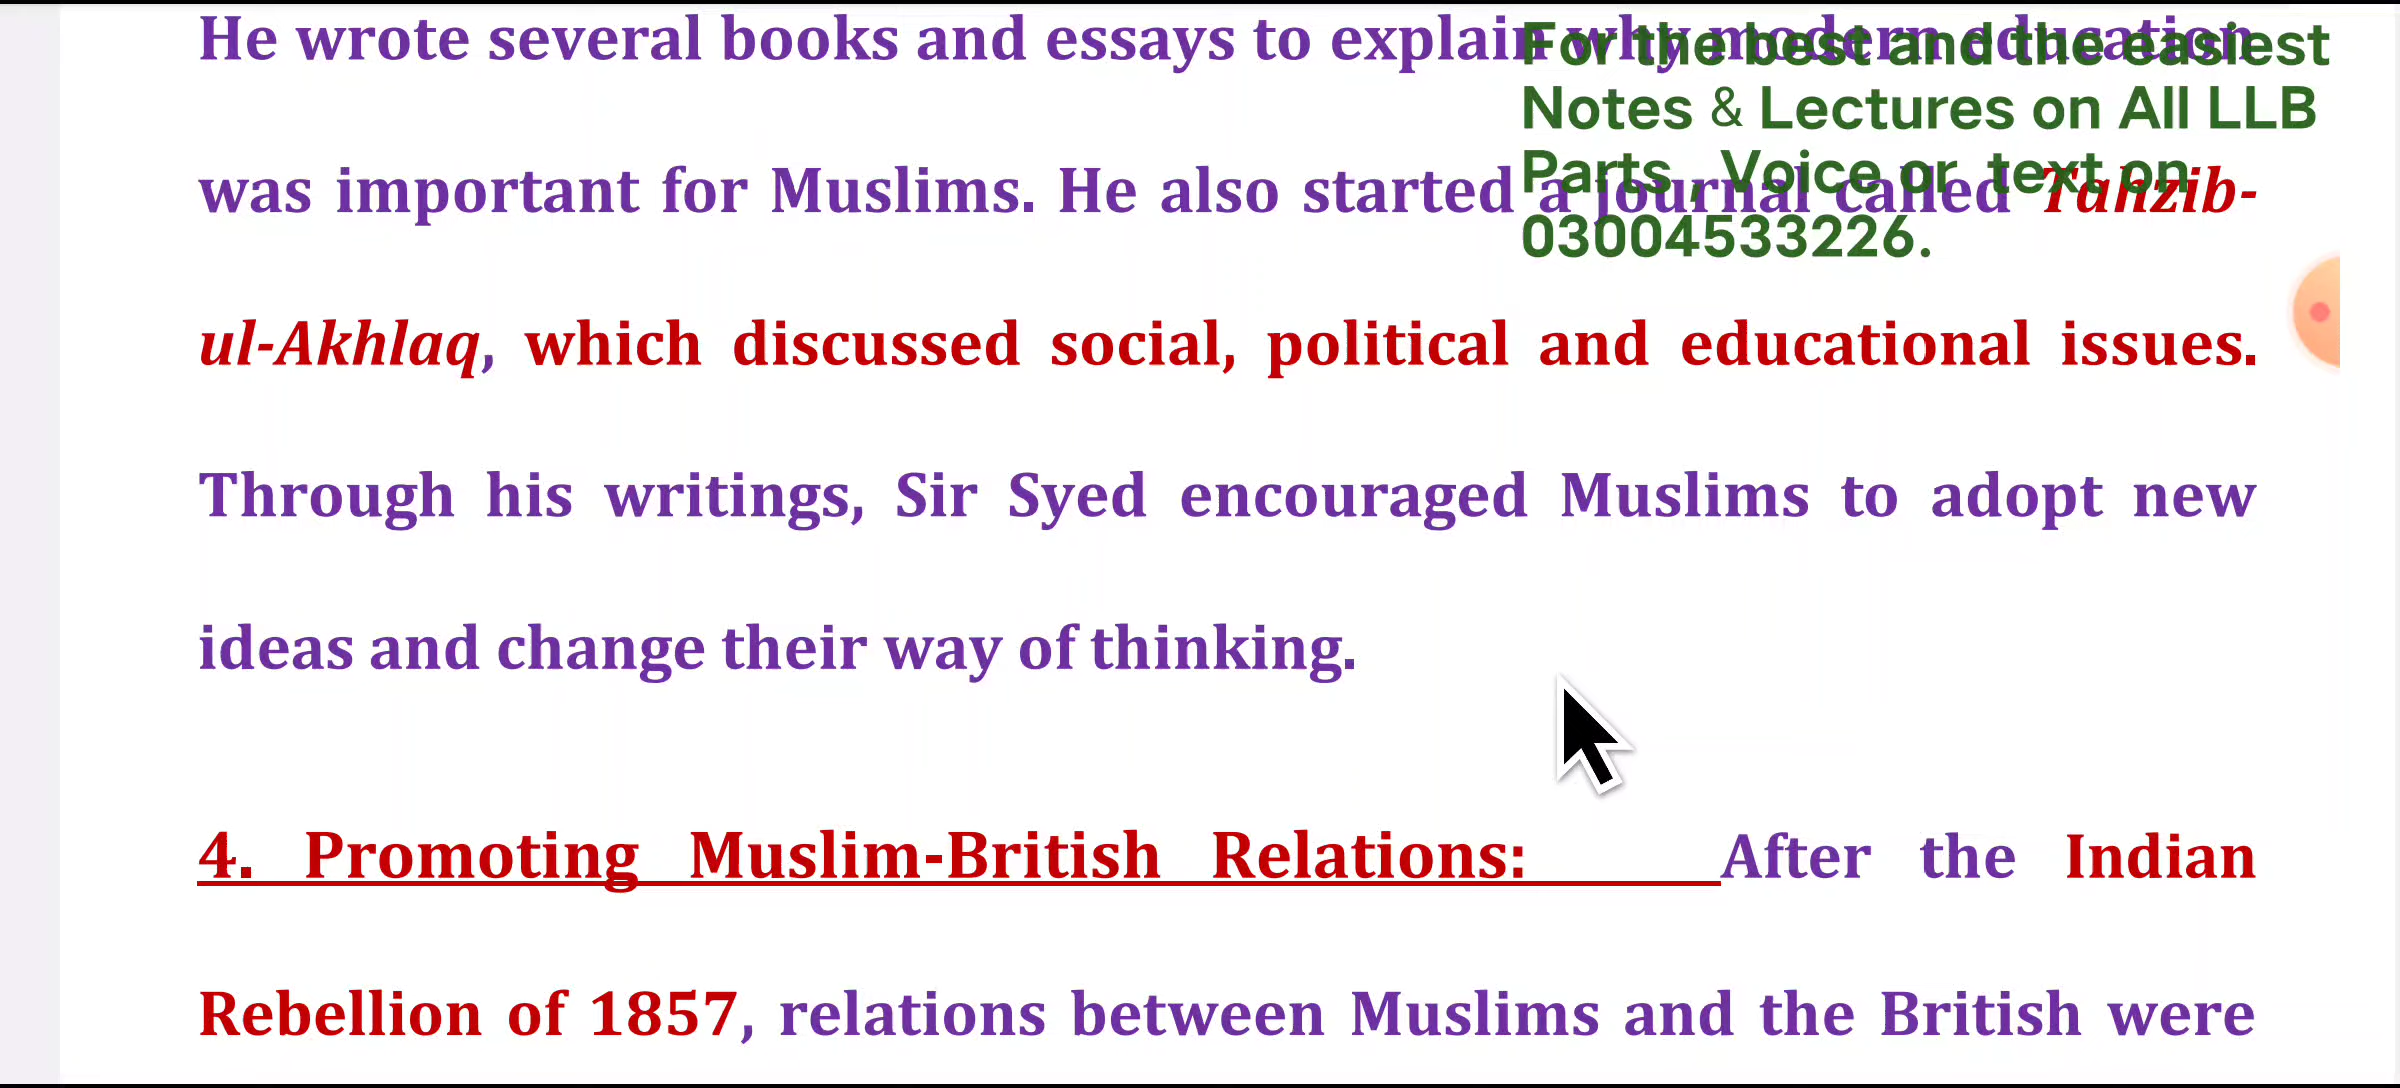 He wrote several books and essays to explain why modern education
was important for Muslims. He also started a journal called Tahzib-
ul-Akhlaq, which discussed social, political and educational issues.
Through his writings, Sir Syed encouraged Muslims to adopt new
ideas and change their way of thinking.
4. Promoting Muslim-British Relations: After the Indian
Rebellion of 1857, relations between Muslims and the British were
For the best and the easiest
Notes & Lectures on All LLB
Parts , Voice or text on
03004533226.